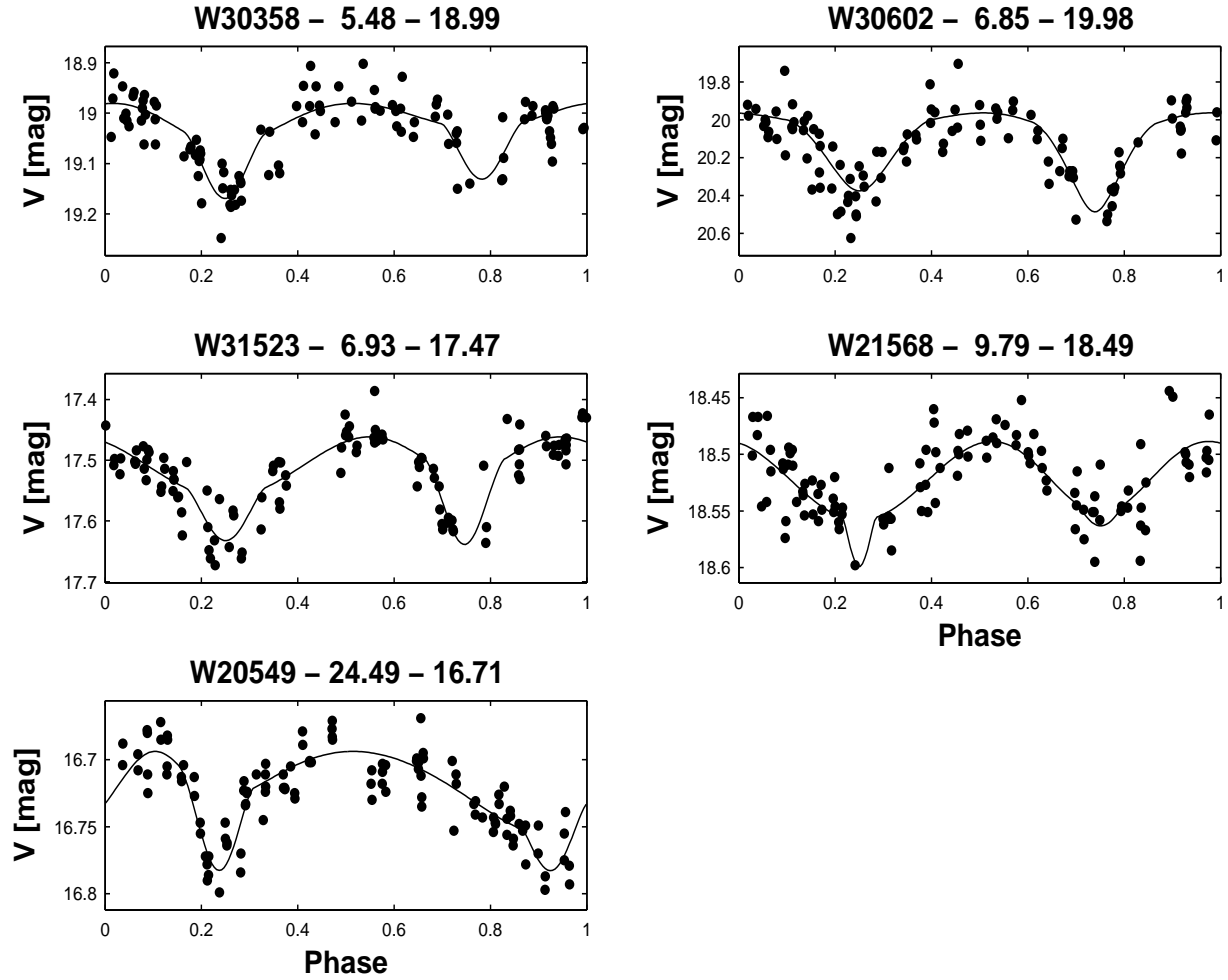 W30358 – 5.48 – 18.99
V [mag]
18.9
19
19.1
19.2
0 0.2 0.4 0.6 0.8 1
W30602 – 6.85 – 19.98
V [mag]
19.8
20
20.2
20.4
20.6
0 0.2 0.4 0.6 0.8 1
W31523 – 6.93 – 17.47
V [mag]
17.4
17.5
17.6
17.7
0 0.2 0.4 0.6 0.8 1
W21568 – 9.79 – 18.49
V [mag]
18.45
18.5
18.55
18.6
0 0.2 0.4 0.6 0.8 1
Phase
W20549 – 24.49 – 16.71
V [mag]
16.7
16.75
16.8
0 0.2 0.4 0.6 0.8 1
Phase